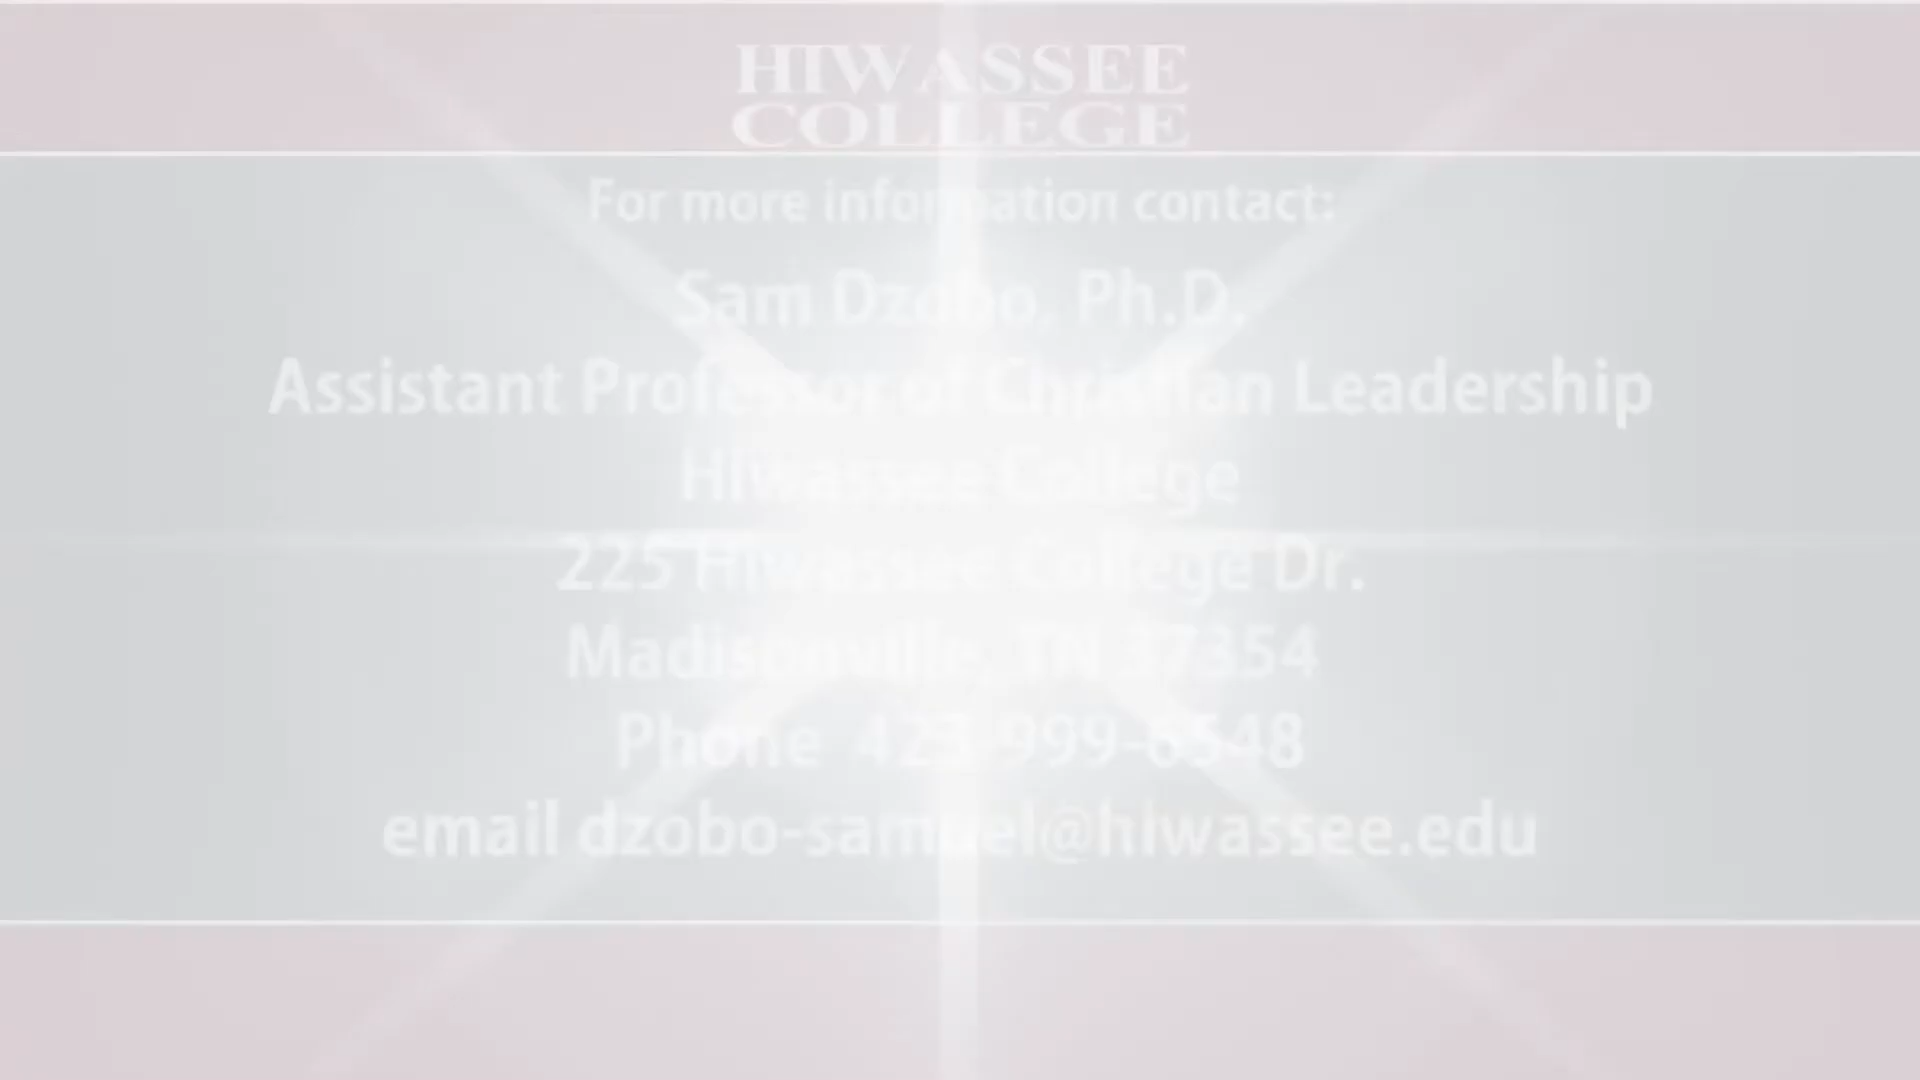 HIWASSEE
COLLEGE
For more information contact:
Sam Dzobo, Ph.D.
Assistant Professor of Christian Leadership
Hiwassee College
225 Hiwassee College Dr.
Madisonville, TN 37354
Phone 423-999-6548
email dzobo-samuel@hiwassee.edu